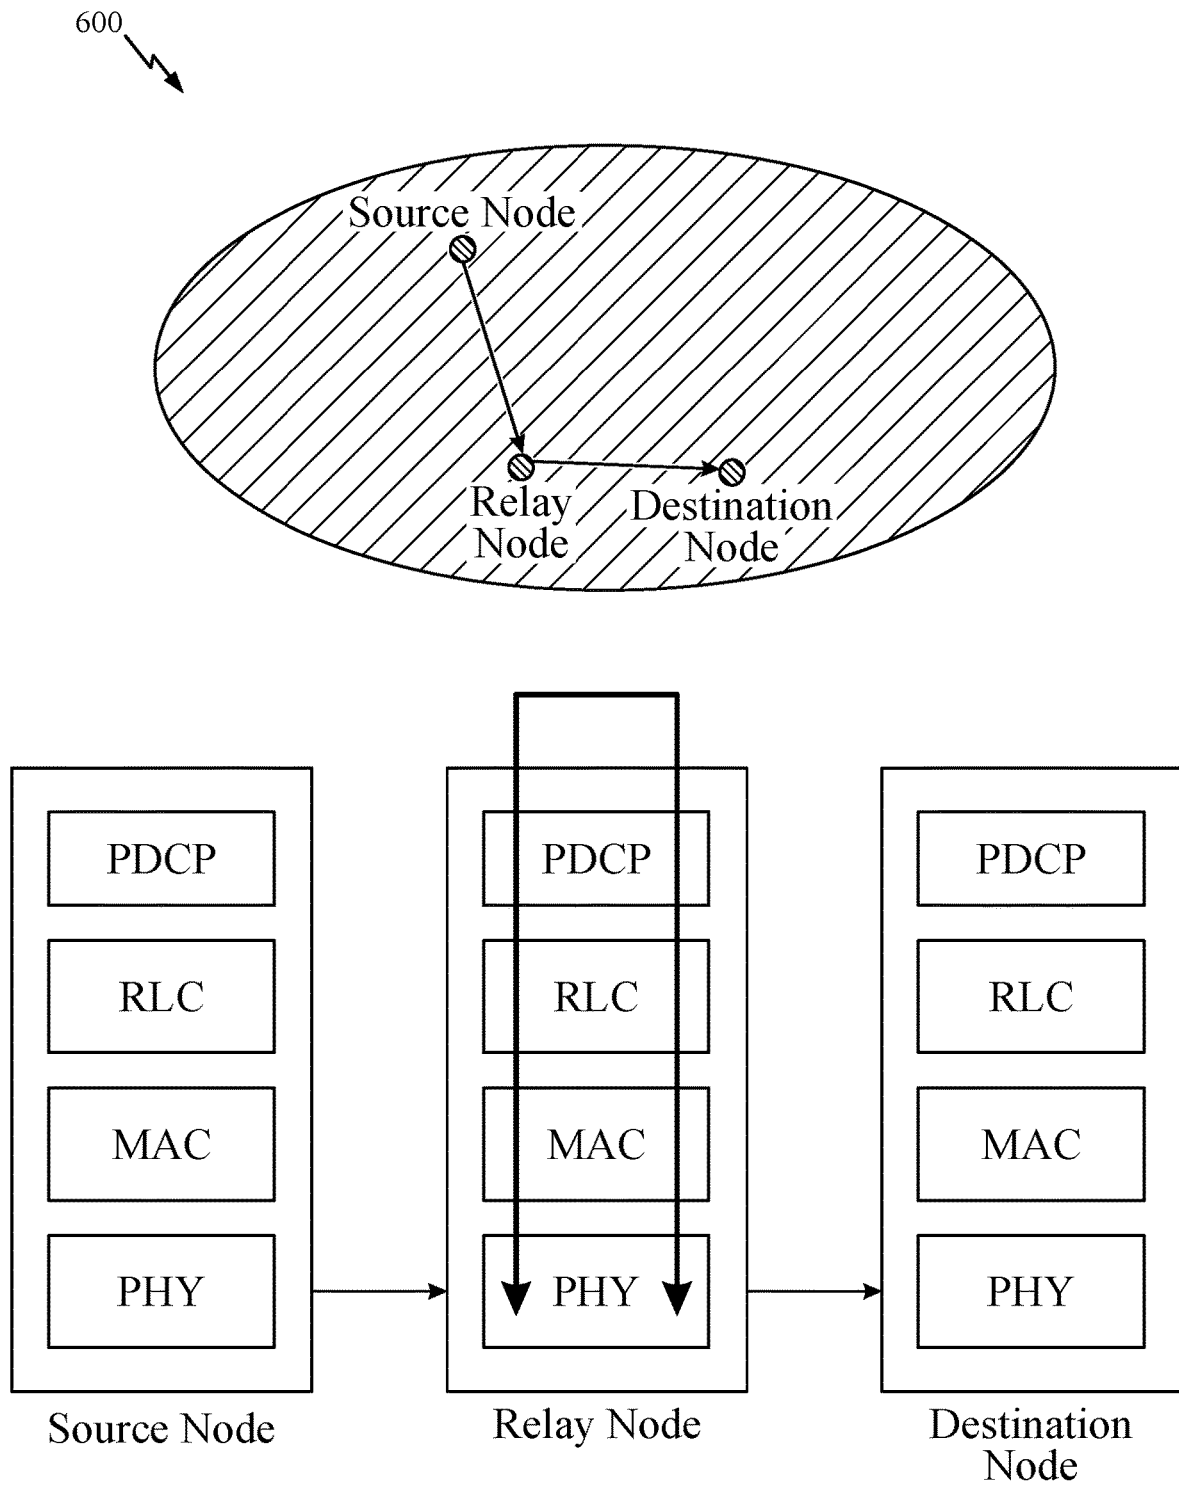 600
Source Node
Relay
Node
Destination
Node
PDCP
PDCP
PDCP
RLC
RLC
RLC
MAC
MAC
MAC
PHY
PHY
PHY
Source Node
Relay Node
Destination
Node